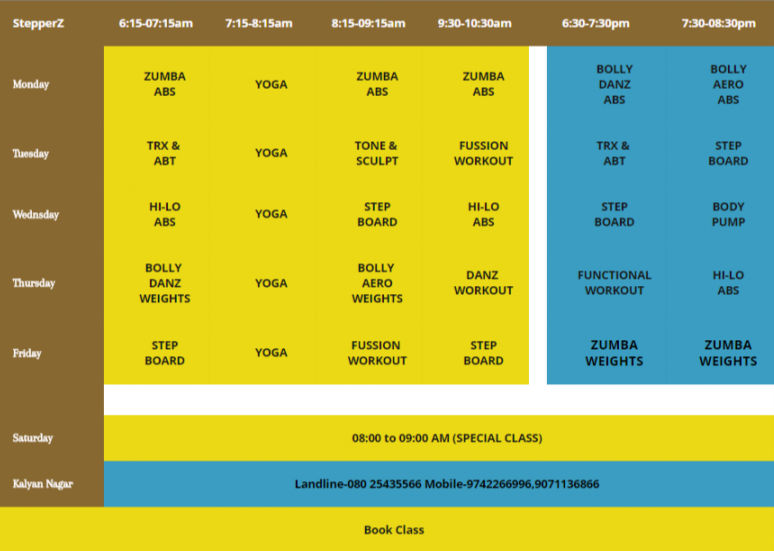 StepperZ 6:15-07:15am 7:15-8:15am 8:15-09:15am 9:30-10:30am 6:30-7:30pm 7:30-08:30pm
Monday
ZUMBA
ABS
YOGA
ZUMBA
ABS
ZUMBA
ABS
BOLLY
DANZ
ABS
BOLLY
AERO
ABS
Tuesday
TRX &
ABT
YOGA
TONE &
SCULPT
FUSSION
WORKOUT
TRX &
ABT
STEP
BOARD
Wednsday
HI-LO
ABS
YOGA
STEP
BOARD
HI-LO
ABS
STEP
BOARD
BODY
PUMP
Thursday
BOLLY
DANZ
WEIGHTS
YOGA
BOLLY
AERO
WEIGHTS
DANZ
WORKOUT
FUNCTIONAL
WORKOUT
HI-LO
ABS
Friday
STEP
BOARD
YOGA
FUSSION
WORKOUT
STEP
BOARD
ZUMBA
WEIGHTS
ZUMBA
WEIGHTS
Saturday 08:00 to 09:00 AM (SPECIAL CLASS)
Kalyan Nagar Landline-080 25435566 Mobile-9742266996,9071136866
Book Class